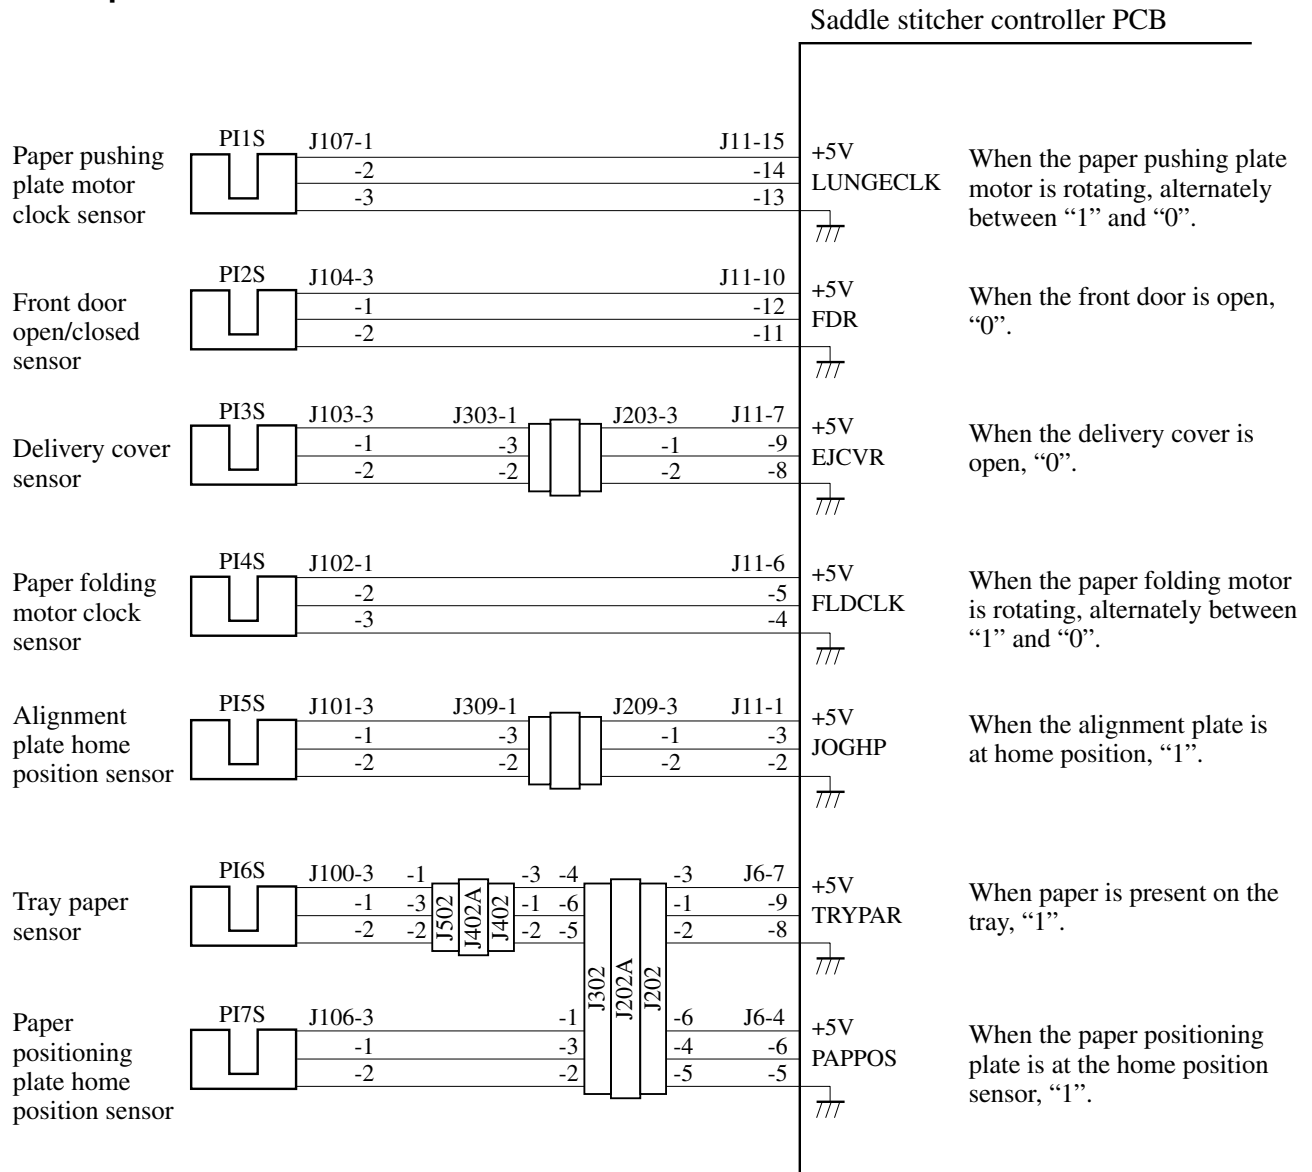 Saddle stitcher controller PCB
PI1S
J107-1
J11-15
Paper pushing
plate motor
clock sensor
-2
-14
-3
-13
+5V
LUNGECLK
When the paper pushing plate
motor is rotating, alternately
between “1” and “0”.
PI2S
J104-3
J11-10
Front door
open/closed
sensor
-1
-12
-2
-11
+5V
FDR
When the front door is open,
“0”.
PI3S
J103-3
J303-1
J203-3
J11-7
Delivery cover
sensor
-1
-3
-1
-9
-2
-2
-2
-8
+5V
EJCVR
When the delivery cover is
open, “0”.
PI4S
J102-1
J11-6
Paper folding
motor clock
sensor
-2
-5
-3
-4
+5V
FLDCLK
When the paper folding motor
is rotating, alternately between
“1” and “0”.
PI5S
J101-3
J309-1
J209-3
J11-1
Alignment
plate home
position sensor
-1
-3
-1
-3
-2
-2
-2
-2
+5V
JOGHP
When the alignment plate is
at home position, “1”.
PI6S
J100-3
-1
-3
-4
-3
J6-7
Tray paper
sensor
-1
-3
-1
-6
-1
-9
-2
-2
-2
-5
-2
-8
J502
J402A
J402
+5V
TRYPAR
When paper is present on the
tray, “1”.
J302
J202A
J202
PI7S
J106-3
-1
-6
J6-4
Paper
positioning
plate home
position sensor
-1
-3
-4
-6
-2
-2
-5
-5
+5V
PAPPOS
When the paper positioning
plate is at the home position
sensor, “1”.